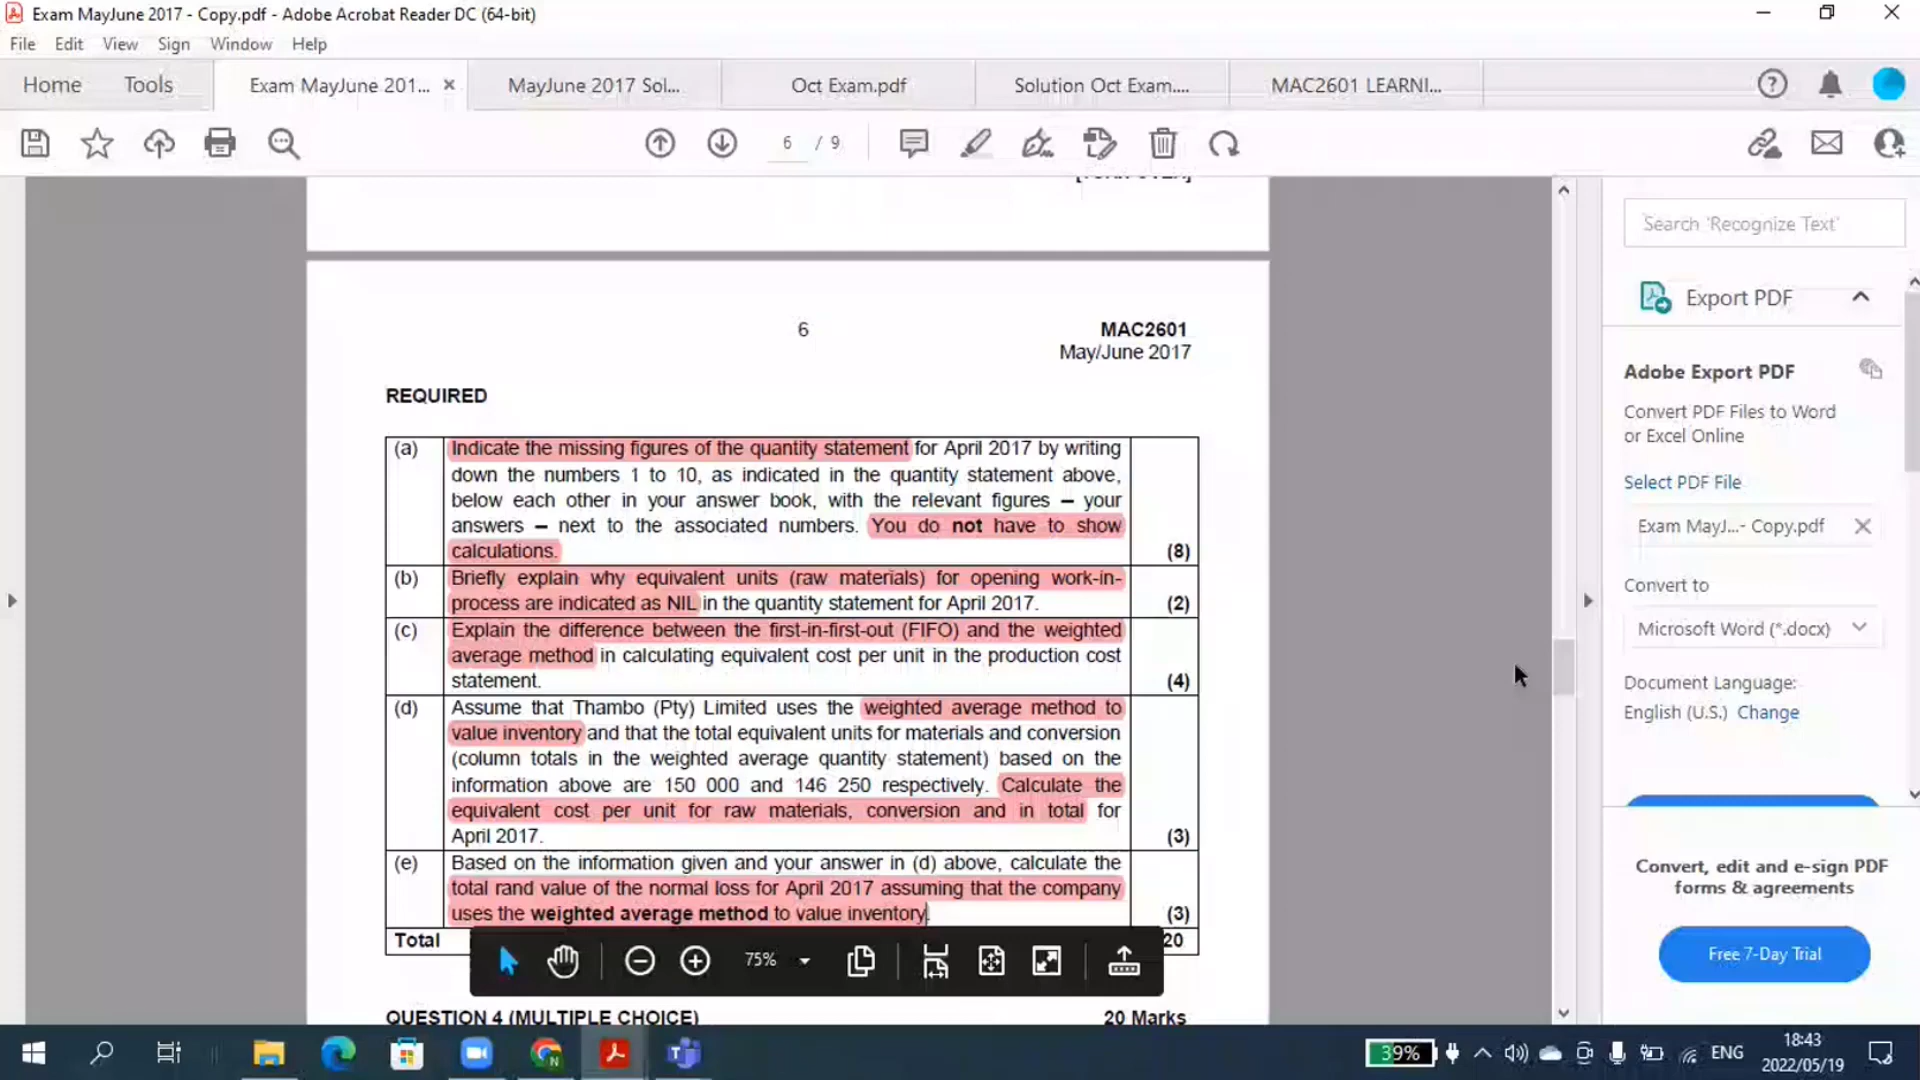 Exam MayJune 2017 - Copy.pdf - Adobe Acrobat Reader DC (64-bit)
File Edit View Sign Window Help
Home Tools Exam MayJune 201... × MayJune 2017 Sol... Oct Exam.pdf Solution Oct Exam.... MAC2601 LEARNI...
6 / 9
6 MAC2601
May/June 2017
REQUIRED
(a) Indicate the missing figures of the quantity statement for April 2017 by writing
down the numbers 1 to 10, as indicated in the quantity statement above,
below each other in your answer book, with the relevant figures – your
answers – next to the associated numbers. You do not have to show
calculations. (8)
(b) Briefly explain why equivalent units (raw materials) for opening work-in-
process are indicated as NIL in the quantity statement for April 2017. (2)
(c) Explain the difference between the first-in-first-out (FIFO) and the weighted
average method in calculating equivalent cost per unit in the production cost
statement. (4)
(d) Assume that Thambo (Pty) Limited uses the weighted average method to
value inventory and that the total equivalent units for materials and conversion
(column totals in the weighted average quantity statement) based on the
information above are 150 000 and 146 250 respectively. Calculate the
equivalent cost per unit for raw materials, conversion and in total for
April 2017. (3)
(e) Based on the information given and your answer in (d) above, calculate the
total rand value of the normal loss for April 2017 assuming that the company
uses the weighted average method to value inventory. (3)
Total 20
75%
QUESTION 4 (MULTIPLE CHOICE) 20 Marks
Search 'Recognize Text'
Export PDF
Adobe Export PDF
Convert PDF Files to Word
or Excel Online
Select PDF File
Exam MayJ...- Copy.pdf
Convert to
Microsoft Word (*.docx)
Document Language:
English (U.S.) Change
Convert, edit and e-sign PDF
forms & agreements
Free 7-Day Trial
39% ENG 18:43
2022/05/19